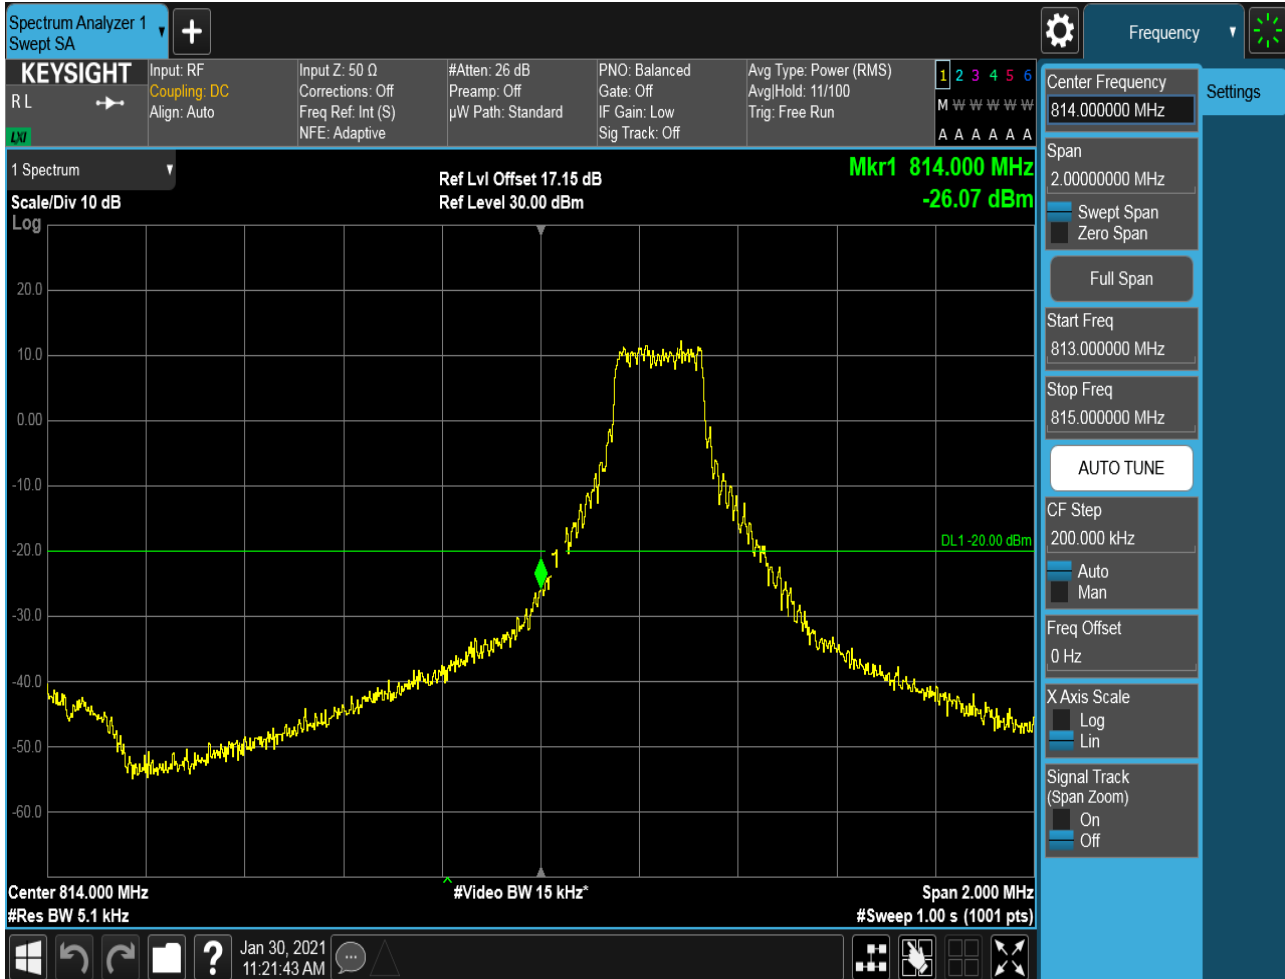 Spectrum Analyzer 1
Swept SA
+
Frequency
KEYSIGHT
R L
LXI
Input: RF
Coupling: DC
Align: Auto
Input Z: 50 Ω
Corrections: Off
Freq Ref: Int (S)
NFE: Adaptive
#Atten: 26 dB
Preamp: Off
µW Path: Standard
PNO: Balanced
Gate: Off
IF Gain: Low
Sig Track: Off
Avg Type: Power (RMS)
Avg|Hold: 11/100
Trig: Free Run
1 2 3 4 5 6
M W W W W W
A A A A A A
1 Spectrum
Scale/Div 10 dB
Log
Ref Lvl Offset 17.15 dB
Ref Level 30.00 dBm
Mkr1 814.000 MHz
-26.07 dBm
20.0
10.0
0.00
-10.0
-20.0
-30.0
-40.0
-50.0
-60.0
1
DL1 -20.00 dBm
Center 814.000 MHz
#Res BW 5.1 kHz
#Video BW 15 kHz*
Span 2.000 MHz
#Sweep 1.00 s (1001 pts)
Center Frequency
814.000000 MHz
Settings
Span
2.00000000 MHz
Swept Span
Zero Span
Full Span
Start Freq
813.000000 MHz
Stop Freq
815.000000 MHz
AUTO TUNE
CF Step
200.000 kHz
Auto
Man
Freq Offset
0 Hz
X Axis Scale
Log
Lin
Signal Track
(Span Zoom)
On
Off
?
Jan 30, 2021
11:21:43 AM